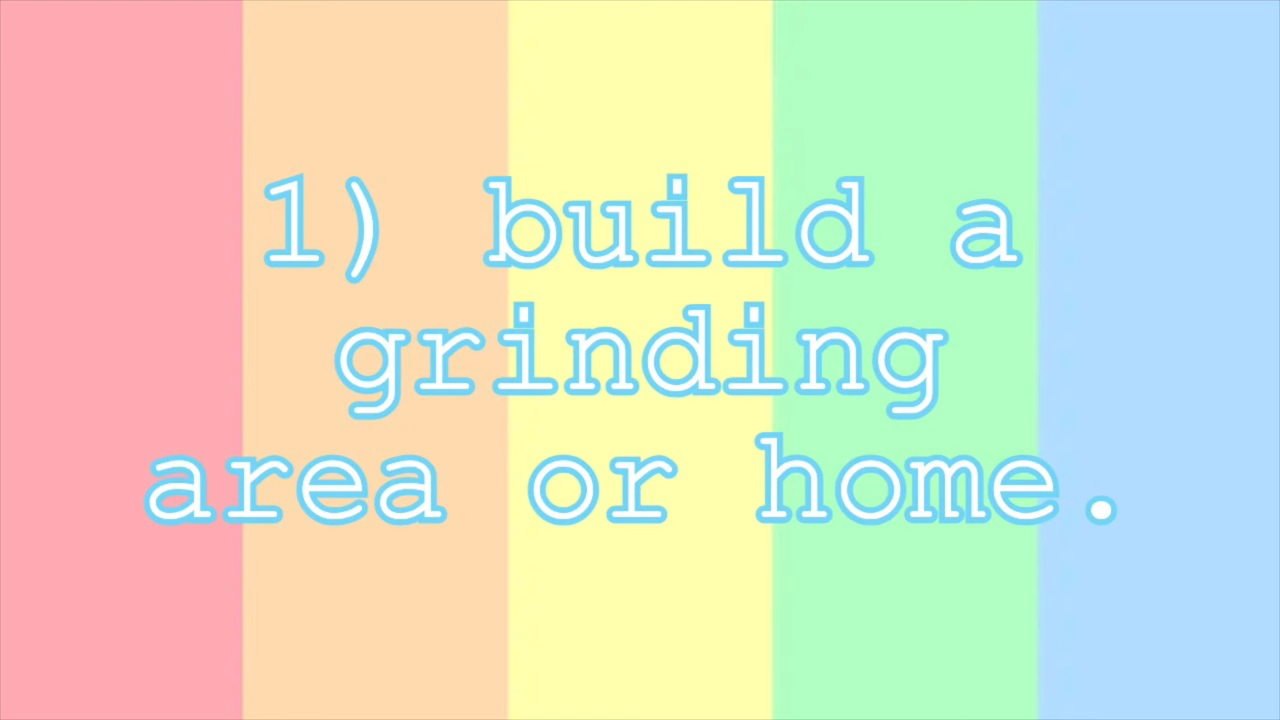 1) build a
grinding
area or home.